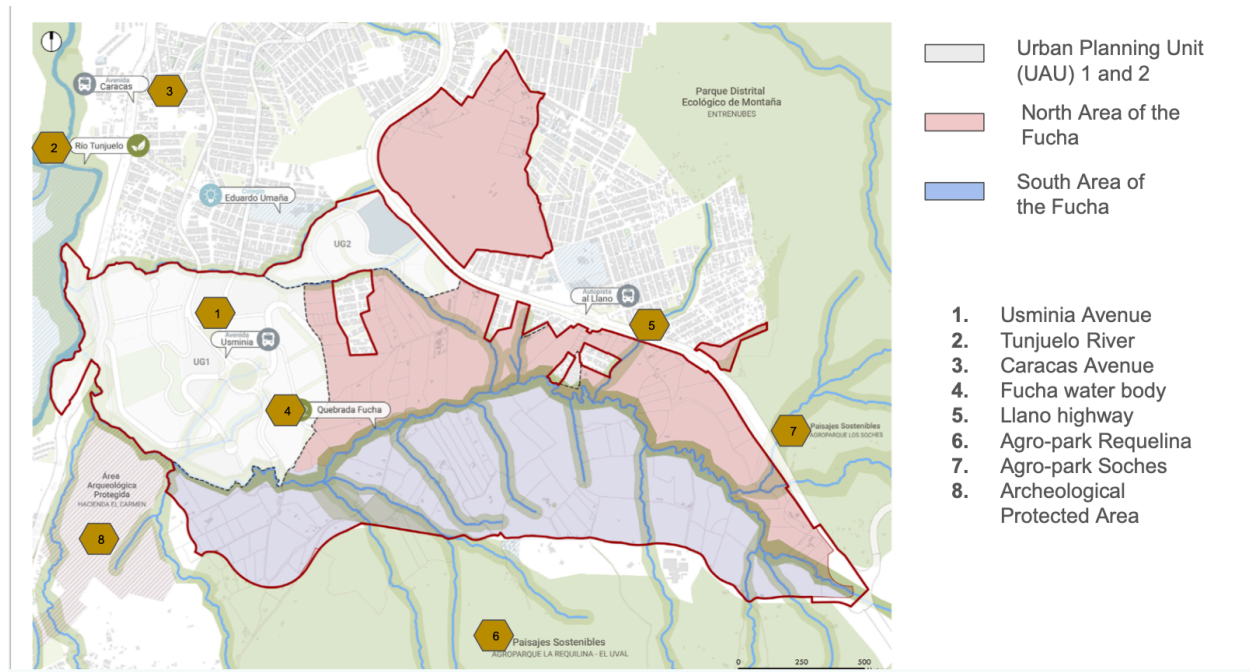 Avenida
Caracas
3
2
Río Tunjuelo
Colegio
Eduardo Umaña
Parque Distrital
Ecológico de Montaña
ENTRENUBES
UG2
Autopista
al Llano
5
1
Avenida
Usminia
UG1
4
Quebrada Fucha
7
Paisajes Sostenibles
AGROPARQUE LOS SOCHES
Área
Arqueológica
Protegida
HACIENDA EL CARMEN
8
6
Paisajes Sostenibles
AGROPARQUE LA REQUILINA - EL UVAL
0 250 500
Urban Planning Unit
(UAU) 1 and 2
North Area of the
Fucha
South Area of
the Fucha
1. Usminia Avenue
2. Tunjuelo River
3. Caracas Avenue
4. Fucha water body
5. Llano highway
6. Agro-park Requelina
7. Agro-park Soches
8. Archeological
Protected Area